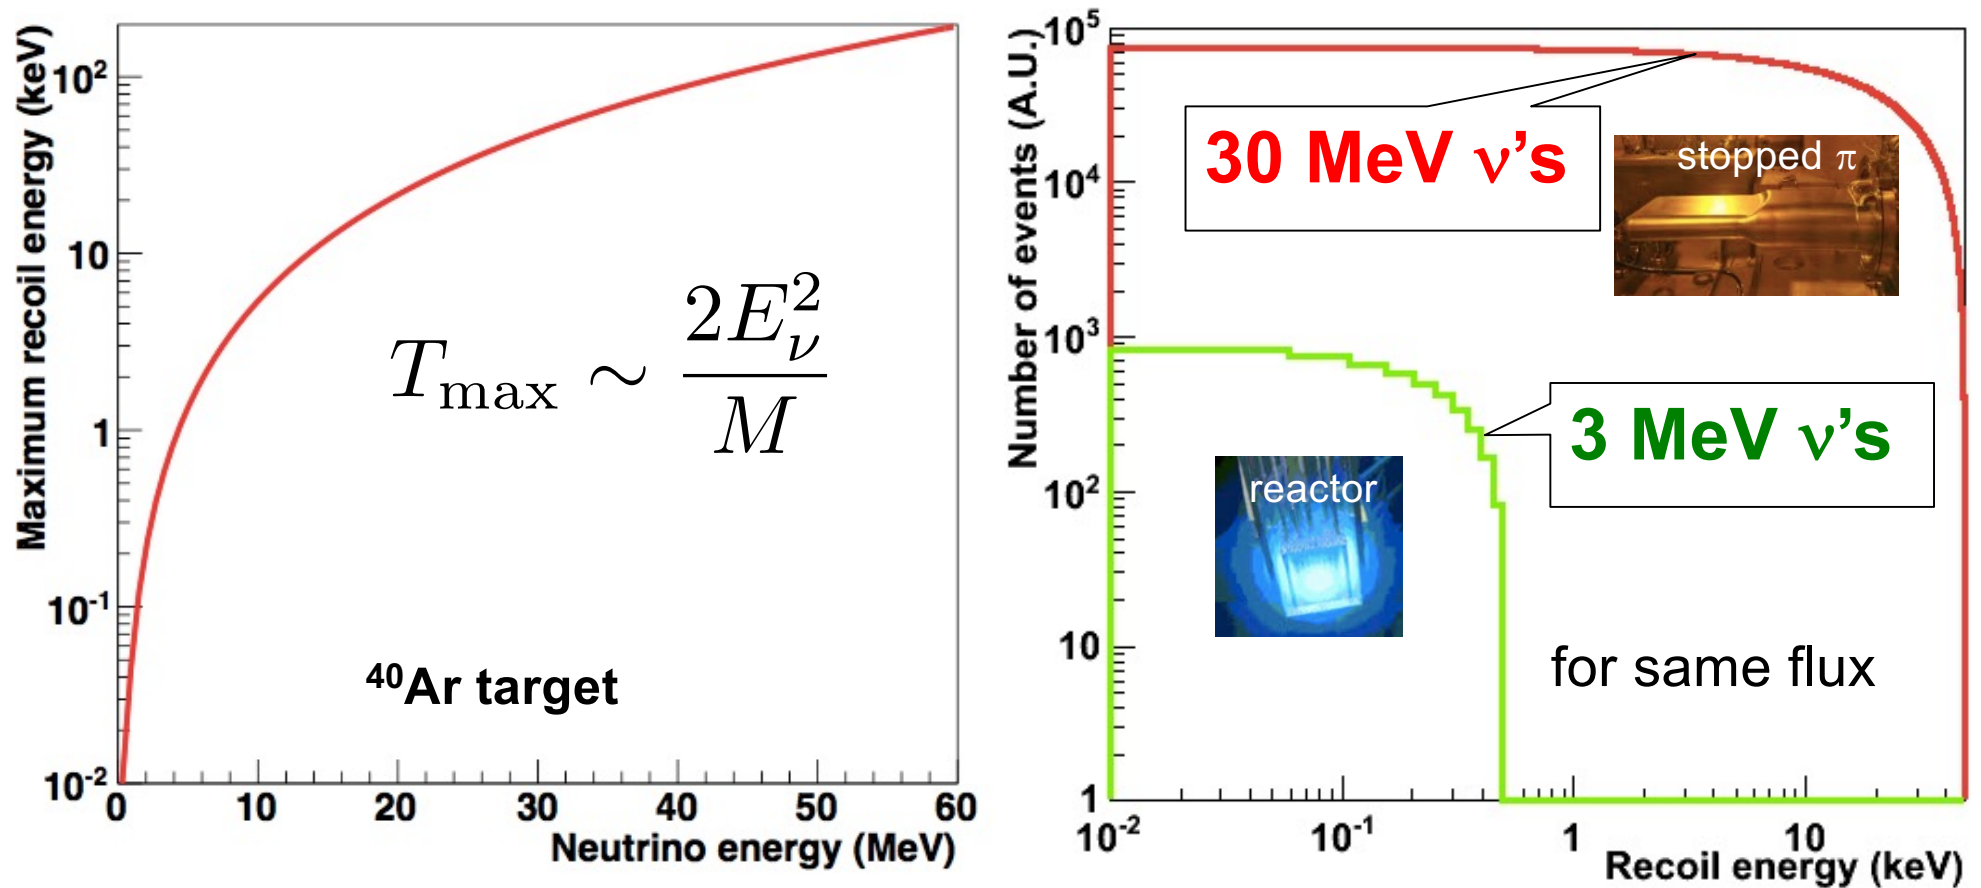 Maximum recoil energy (keV)
10²
10
1
10⁻¹
10⁻²
T_max ∼ 2E_ν² / M
⁴⁰Ar target
0 10 20 30 40 50 60
Neutrino energy (MeV)
Number of events (A.U.)
10⁵
10⁴
10³
10²
10
1
30 MeV ν’s
stopped π
3 MeV ν’s
reactor
for same flux
10⁻² 10⁻¹ 1 10
Recoil energy (keV)